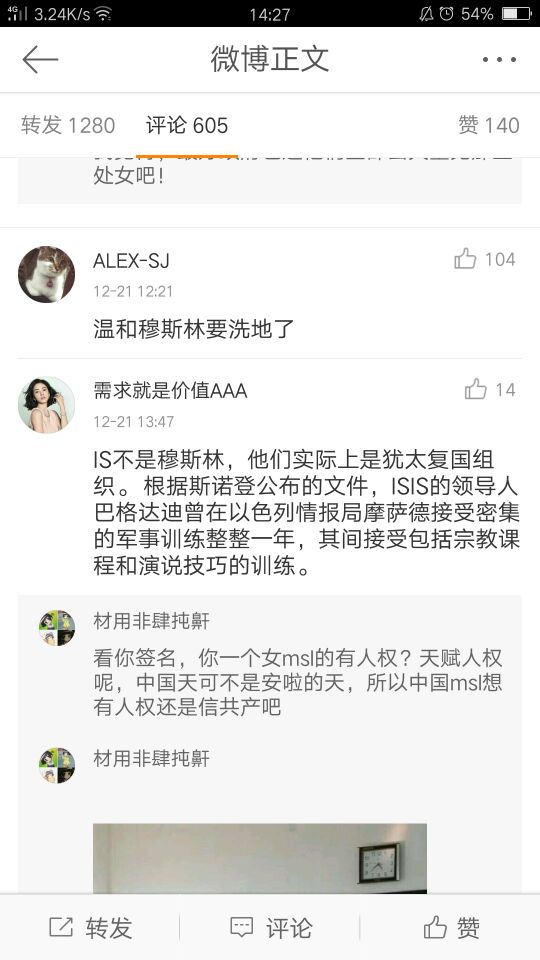 4G 3.24K/s 14:27 54%
微博正文
转发 1280 评论 605 赞 140
处女吧！
ALEX-SJ 104
12-21 12:21
温和穆斯林要洗地了
需求就是价值AAA 14
12-21 13:47
IS不是穆斯林，他们实际上是犹太复国组
织。根据斯诺登公布的文件，ISIS的领导人
巴格达迪曾在以色列情报局摩萨德接受密集
的军事训练整整一年，其间接受包括宗教课
程和演说技巧的训练。
材用非肆扽鼾
看你签名，你一个女msl的有人权？天赋人权
呢，中国天可不是安啦的天，所以中国msl想
有人权还是信共产吧
材用非肆扽鼾
转发 评论 赞